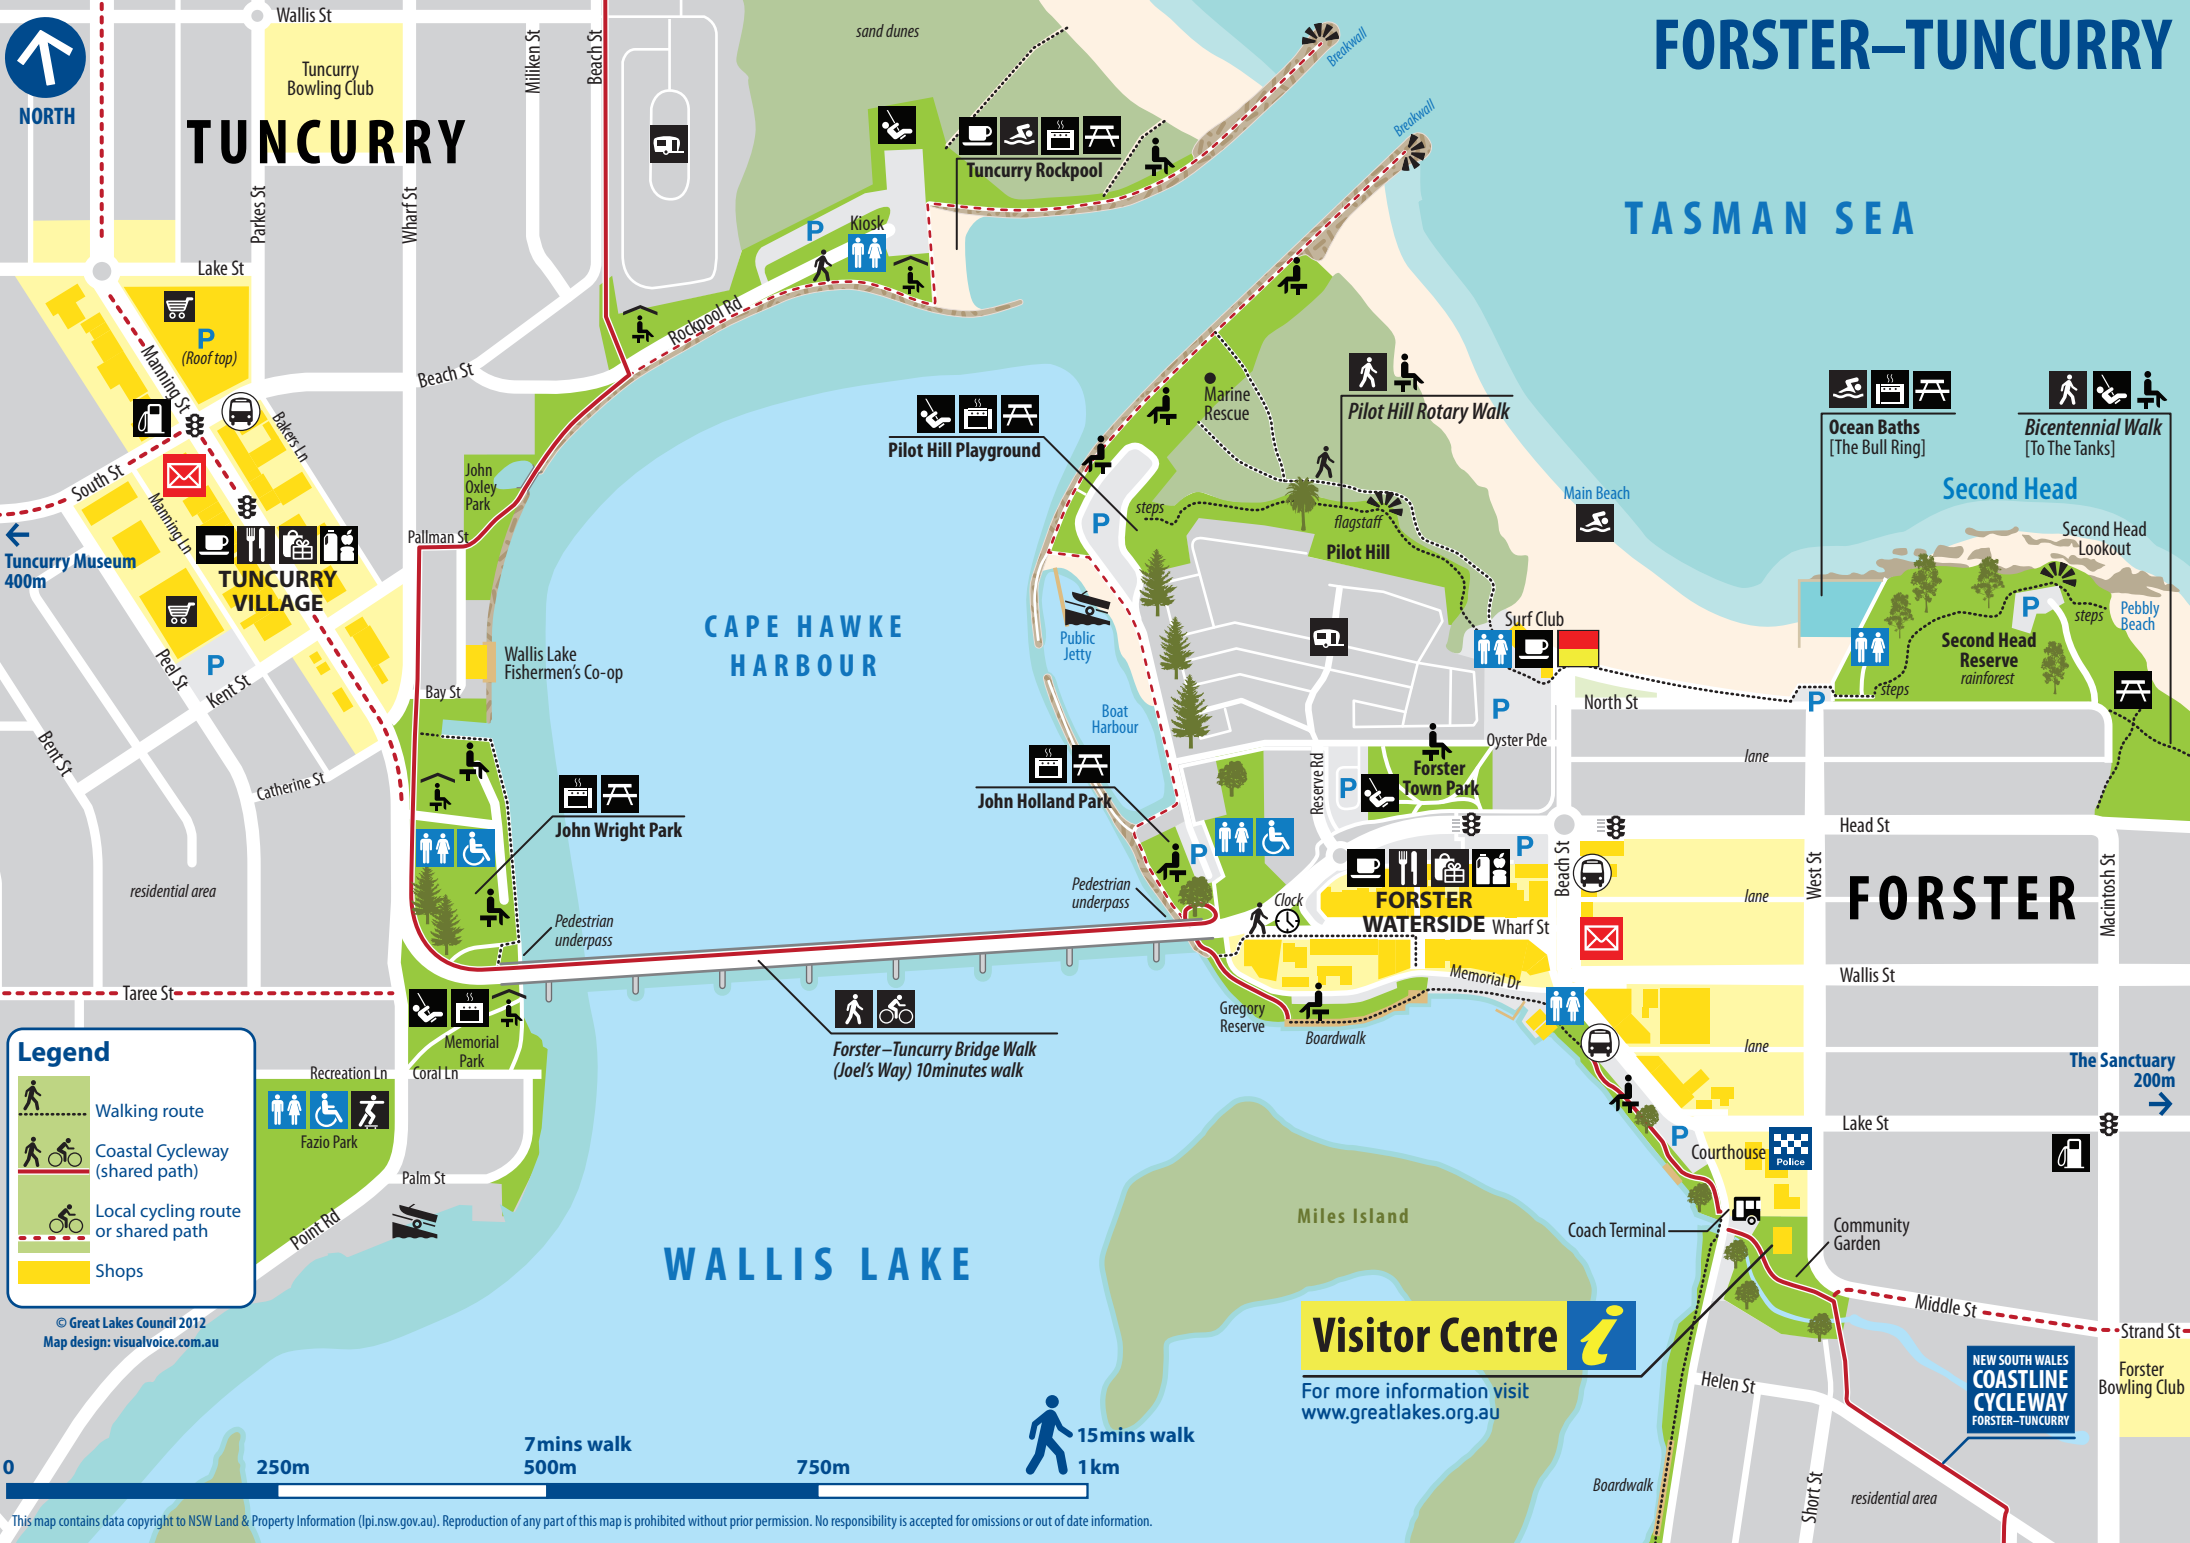 FORSTER–TUNCURRY
NORTH
Wallis St
Tuncurry
Bowling Club
TUNCURRY
Miliken St
Beach St
Parkes St
Wharf St
Lake St
sand dunes
Breakwall
Breakwall
Tuncurry Rockpool
TASMAN SEA
P
Kiosk
Rockpool Rd
P
(Roof top)
Manning St
Beach St
Bakers Ln
South St
Manning Ln
John
Oxley
Park
Pallman St
Tuncurry Museum
400m
TUNCURRY
VILLAGE
Peel St
P
Kent St
Wallis Lake
Fishermen's Co-op
Bay St
Bent St
Catherine St
residential area
CAPE HAWKE
HARBOUR
Pilot Hill Playground
Marine
Rescue
Pilot Hill Rotary Walk
P
steps
flagstaff
Pilot Hill
Main Beach
Ocean Baths
[The Bull Ring]
Bicentennial Walk
[To The Tanks]
Second Head
Second Head
Lookout
P
steps
Pebbly
Beach
Second Head
Reserve
rainforest
steps
Surf Club
P
North St
P
Public
Jetty
Boat
Harbour
John Holland Park
Reserve Rd
Oyster Pde
Forster
Town Park
P
lane
Head St
John Wright Park
P
P
Pedestrian
underpass
Pedestrian
underpass
Clock
FORSTER
WATERSIDE
Wharf St
Beach St
lane
West St
FORSTER
Macintosh St
Memorial Dr
Wallis St
Gregory
Reserve
Boardwalk
Taree St
Memorial
Park
Forster–Tuncurry Bridge Walk
(Joel's Way) 10minutes walk
lane
The Sanctuary
200m
Recreation Ln
Coral Ln
Fazio Park
Palm St
Point Rd
P
Courthouse
Police
Lake St
Miles Island
Coach Terminal
Community
Garden
WALLIS LAKE
Legend
Walking route
Coastal Cycleway
(shared path)
Local cycling route
or shared path
Shops
© Great Lakes Council 2012
Map design: visualvoice.com.au
Visitor Centre i
For more information visit
www.greatlakes.org.au
Middle St
Strand St
Helen St
NEW SOUTH WALES
COASTLINE
CYCLEWAY
FORSTER–TUNCURRY
Forster
Bowling Club
Boardwalk
Short St
residential area
7mins walk
15mins walk
0
250m
500m
750m
1km
This map contains data copyright to NSW Land & Property Information (lpi.nsw.gov.au). Reproduction of any part of this map is prohibited without prior permission. No responsibility is accepted for omissions or out of date information.